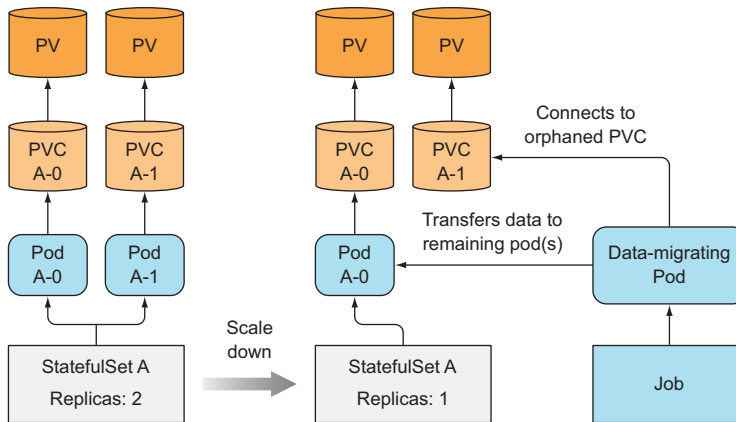 PV
PV
PVC
A-0
PVC
A-1
Pod
A-0
Pod
A-1
StatefulSet A
Replicas: 2
Scale
down
PV
PV
PVC
A-0
PVC
A-1
Pod
A-0
StatefulSet A
Replicas: 1
Connects to
orphaned PVC
Transfers data to
remaining pod(s)
Data-migrating
Pod
Job